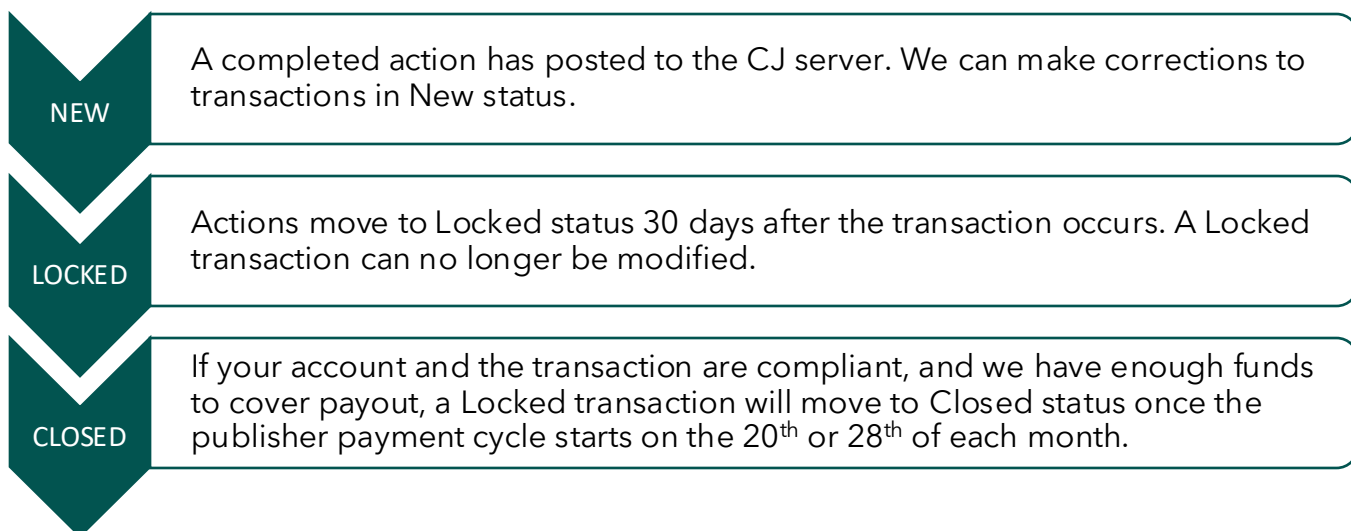 NEW
A completed action has posted to the CJ server. We can make corrections to
transactions in New status.
LOCKED
Actions move to Locked status 30 days after the transaction occurs. A Locked
transaction can no longer be modified.
CLOSED
If your account and the transaction are compliant, and we have enough funds
to cover payout, a Locked transaction will move to Closed status once the
publisher payment cycle starts on the 20th or 28th of each month.